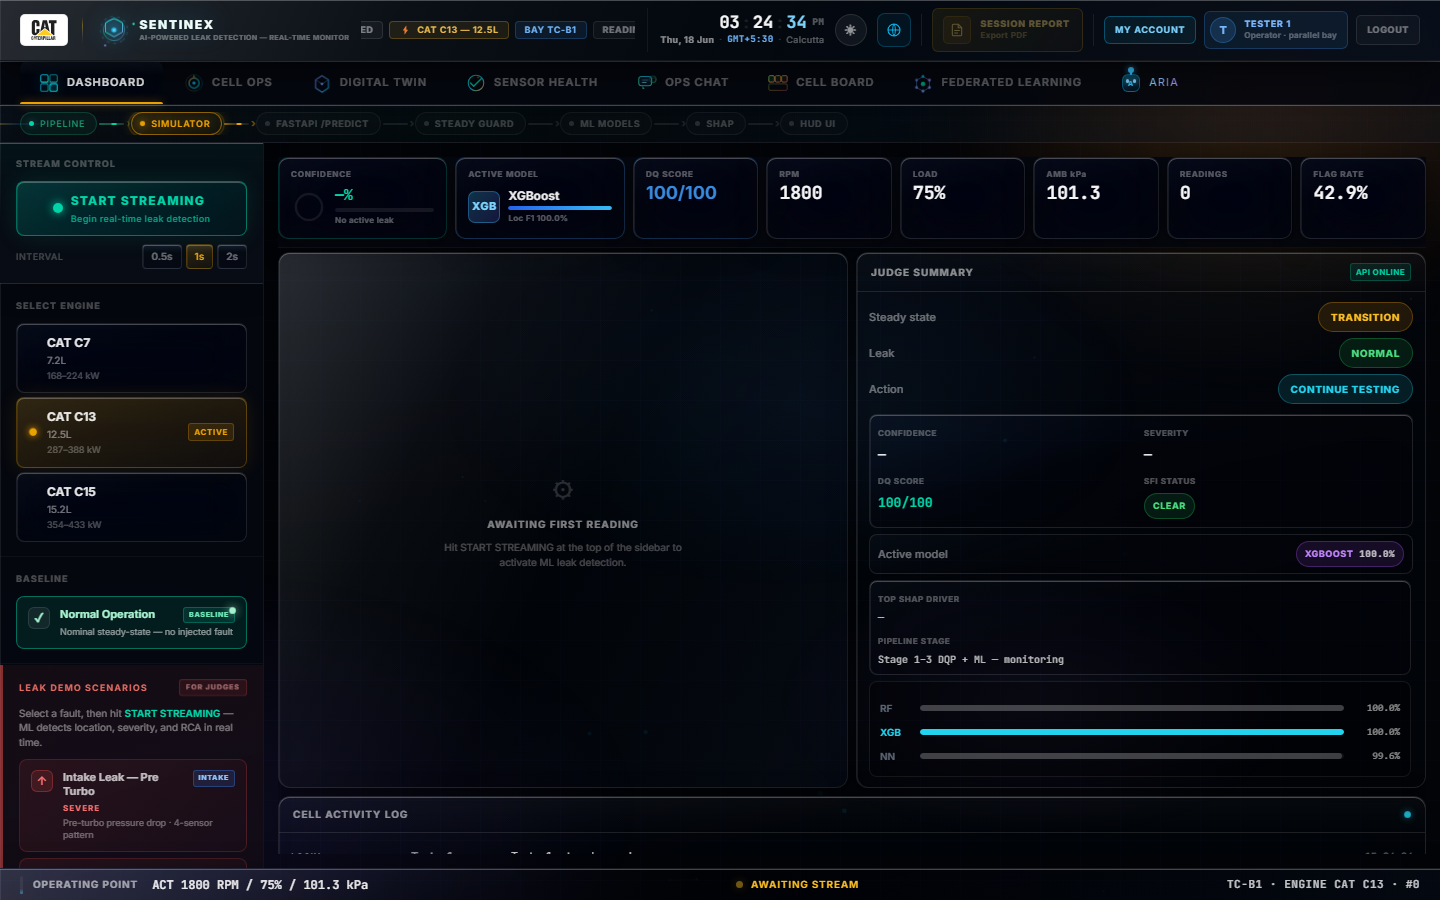 CAT
CATERPILLAR
SENTINEX
AI-POWERED LEAK DETECTION — REAL-TIME MONITOR
ED
CAT C13 — 12.5L
BAY TC-B1
READIN
03 24 34 PM
Thu, 18 Jun · GMT+5:30 · Calcutta
SESSION REPORT
Export PDF
MY ACCOUNT
T
TESTER 1
Operator · parallel bay
LOGOUT
DASHBOARD
CELL OPS
DIGITAL TWIN
SENSOR HEALTH
OPS CHAT
CELL BOARD
FEDERATED LEARNING
ARIA
PIPELINE
SIMULATOR
FASTAPI /PREDICT
STEADY GUARD
ML MODELS
SHAP
HUD UI
STREAM CONTROL
START STREAMING
Begin real-time leak detection
INTERVAL
0.5s
1s
2s
SELECT ENGINE
CAT C7
7.2L
168–224 kW
CAT C13
12.5L
287–388 kW
ACTIVE
CAT C15
15.2L
354–433 kW
BASELINE
Normal Operation
BASELINE
Nominal steady-state — no injected fault
LEAK DEMO SCENARIOS
FOR JUDGES
Select a fault, then hit START STREAMING —
ML detects location, severity, and RCA in real
time.
Intake Leak — Pre
Turbo
INTAKE
SEVERE
Pre-turbo pressure drop · 4-sensor
pattern
CONFIDENCE
—%
No active leak
ACTIVE MODEL
XGB
XGBoost
Loc F1 100.0%
DQ SCORE
100/100
RPM
1800
LOAD
75%
AMB kPa
101.3
READINGS
0
FLAG RATE
42.9%
AWAITING FIRST READING
Hit START STREAMING at the top of the sidebar to
activate ML leak detection.
JUDGE SUMMARY
API ONLINE
Steady state
TRANSITION
Leak
NORMAL
Action
CONTINUE TESTING
CONFIDENCE
—
SEVERITY
—
DQ SCORE
100/100
SFI STATUS
CLEAR
Active model
XGBOOST 100.0%
TOP SHAP DRIVER
—
PIPELINE STAGE
Stage 1–3 DQP + ML — monitoring
RF
100.0%
XGB
100.0%
NN
99.6%
CELL ACTIVITY LOG
OPERATING POINT
ACT 1800 RPM / 75% / 101.3 kPa
AWAITING STREAM
TC-B1 · ENGINE CAT C13 · #0